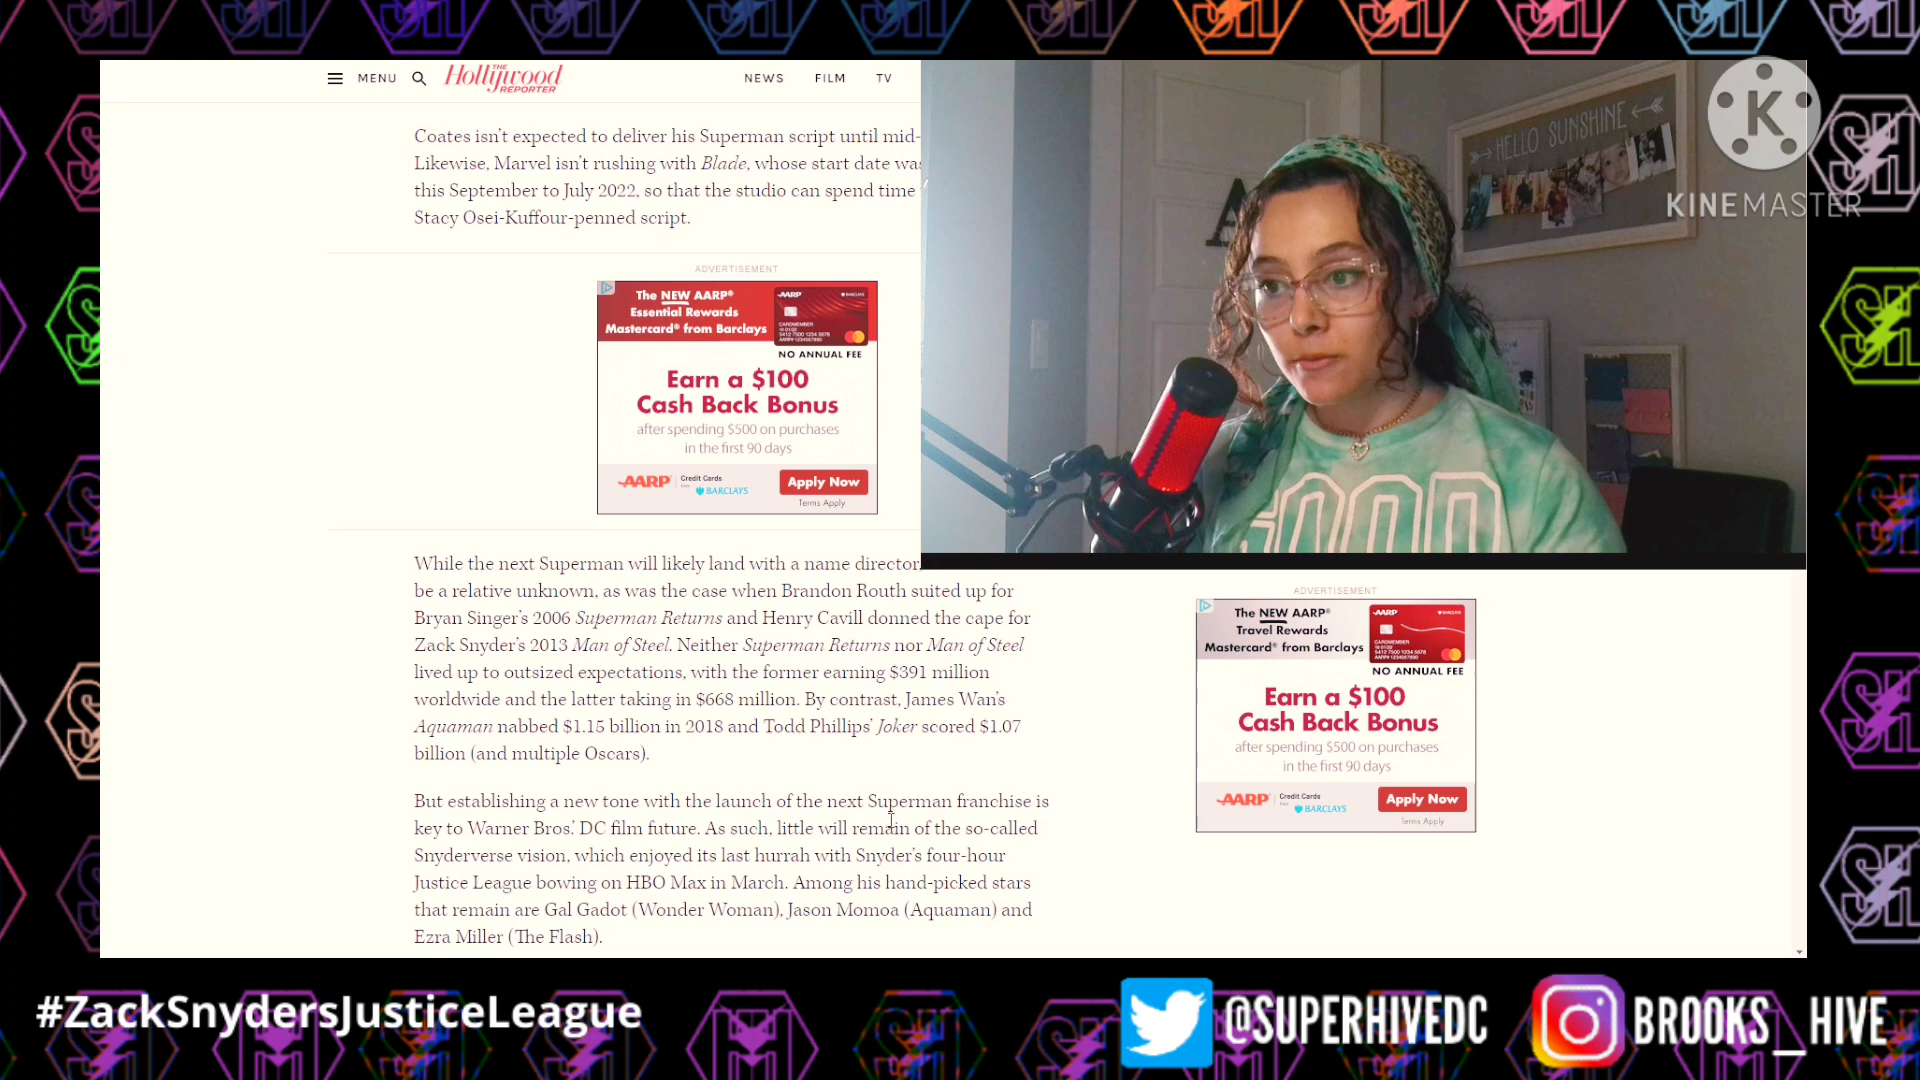 MENU
THE
Hollywood
REPORTER
NEWS FILM TV
Coates isn't expected to deliver his Superman script until mid-
Likewise, Marvel isn't rushing with Blade, whose start date was
this September to July 2022, so that the studio can spend time
Stacy Osei-Kuffour-penned script.
ADVERTISEMENT
The NEW AARP®
Essential Rewards
Mastercard® from Barclays
AARP BARCLAYS
CARDMEMBER
NO ANNUAL FEE
Earn a $100
Cash Back Bonus
after spending $500 on purchases
in the first 90 days
AARP Credit Cards
from BARCLAYS
Apply Now
Terms Apply
While the next Superman will likely land with a name director,
be a relative unknown, as was the case when Brandon Routh suited up for
Bryan Singer's 2006 Superman Returns and Henry Cavill donned the cape for
Zack Snyder's 2013 Man of Steel. Neither Superman Returns nor Man of Steel
lived up to outsized expectations, with the former earning $391 million
worldwide and the latter taking in $668 million. By contrast, James Wan's
Aquaman nabbed $1.15 billion in 2018 and Todd Phillips' Joker scored $1.07
billion (and multiple Oscars).
But establishing a new tone with the launch of the next Superman franchise is
key to Warner Bros.' DC film future. As such, little will remain of the so-called
Snyderverse vision, which enjoyed its last hurrah with Snyder's four-hour
Justice League bowing on HBO Max in March. Among his hand-picked stars
that remain are Gal Gadot (Wonder Woman), Jason Momoa (Aquaman) and
Ezra Miller (The Flash).
HELLO SUNSHINE
K
KINEMASTER
ADVERTISEMENT
The NEW AARP®
Travel Rewards
Mastercard® from Barclays
AARP
CARDMEMBER
NO ANNUAL FEE
Earn a $100
Cash Back Bonus
after spending $500 on purchases
in the first 90 days
AARP Credit Cards
from BARCLAYS
Apply Now
Terms Apply
#ZackSnydersJusticeLeague
@SUPERHIVEDC
BROOKS_HIVE